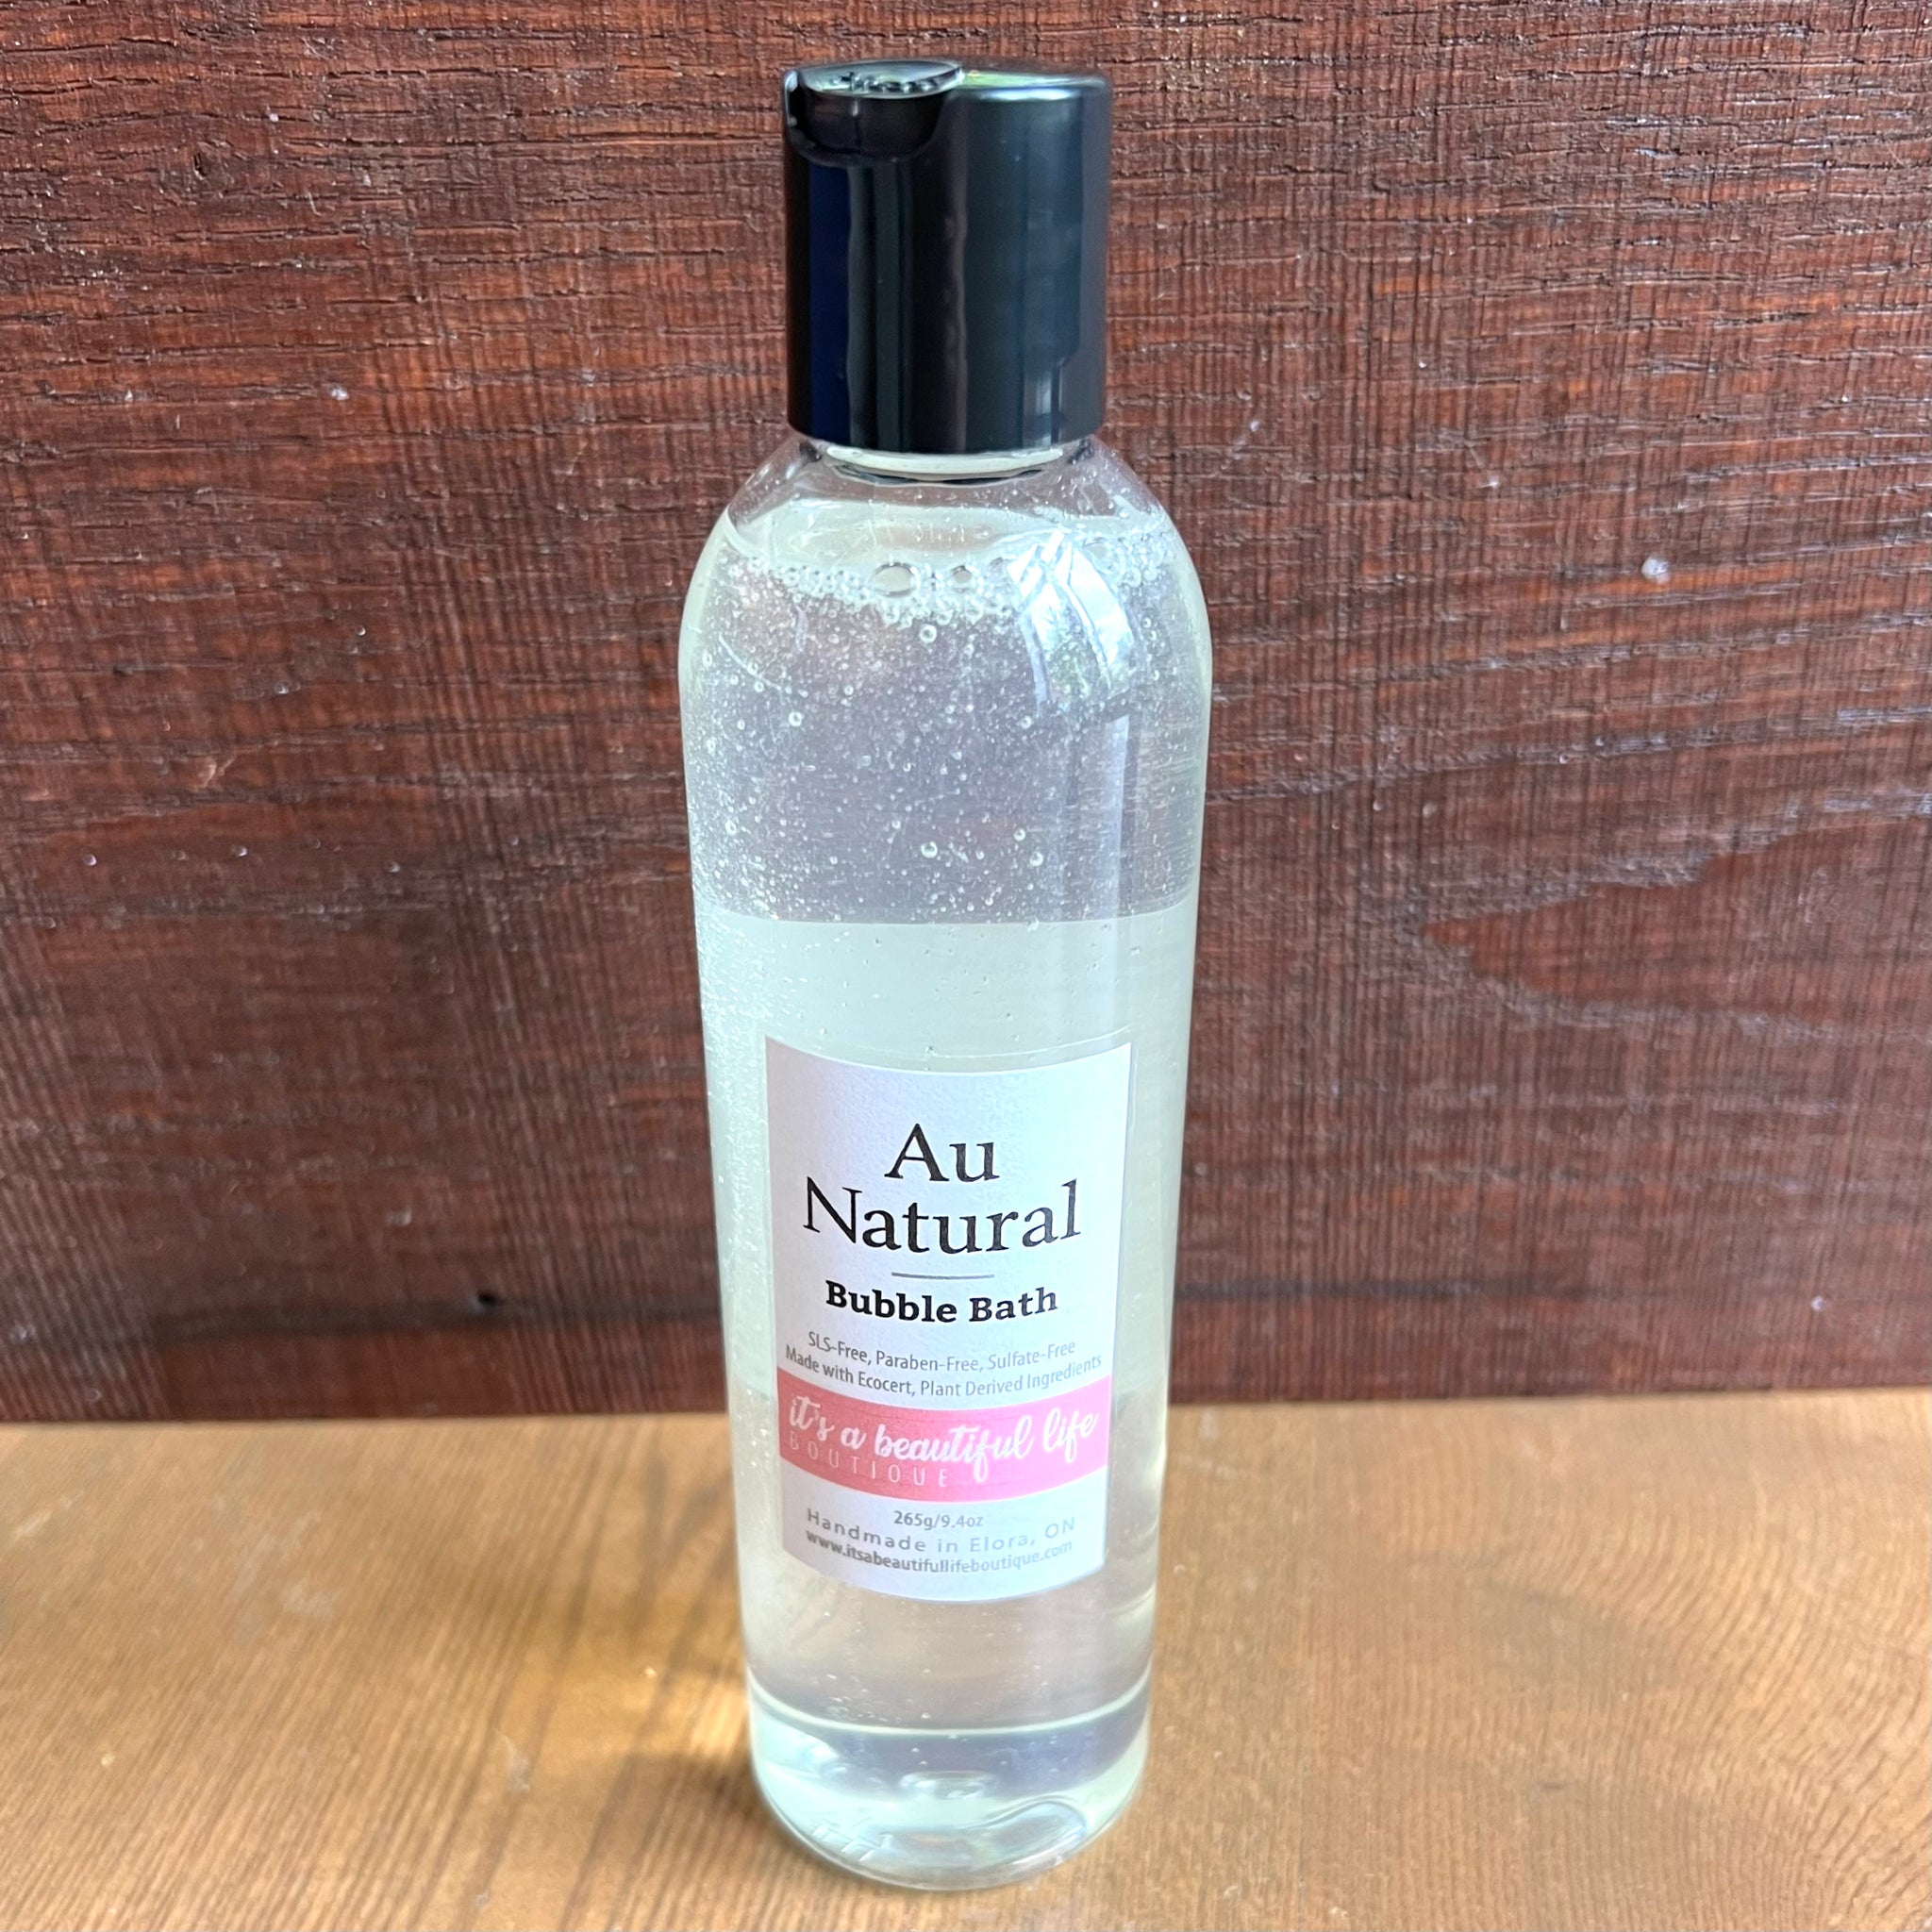 Au
Natural
Bubble Bath
SLS-Free, Paraben-Free, Sulfate-Free
Made with Ecocert, Plant Derived Ingredients
it's a beautiful life
BOUTIQUE
265g/9.4oz
Handmade in Elora, ON
www.itsabeautifullifeboutique.com